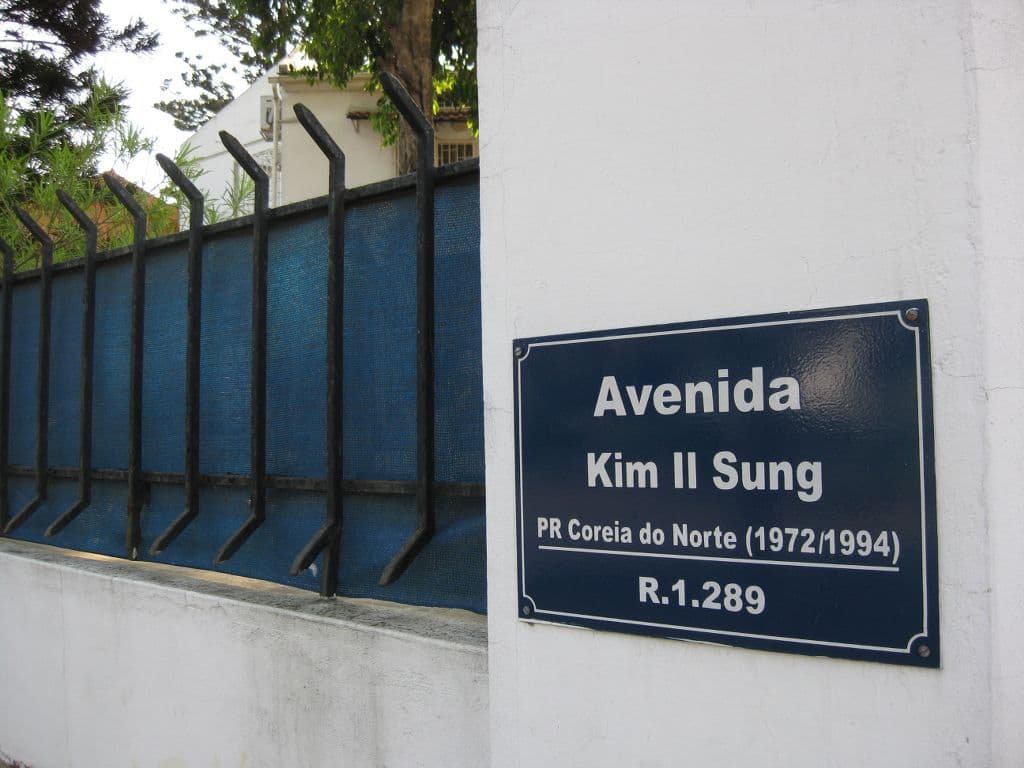 Avenida
Kim Il Sung
PR Coreia do Norte (1972/1994)
R.1.289